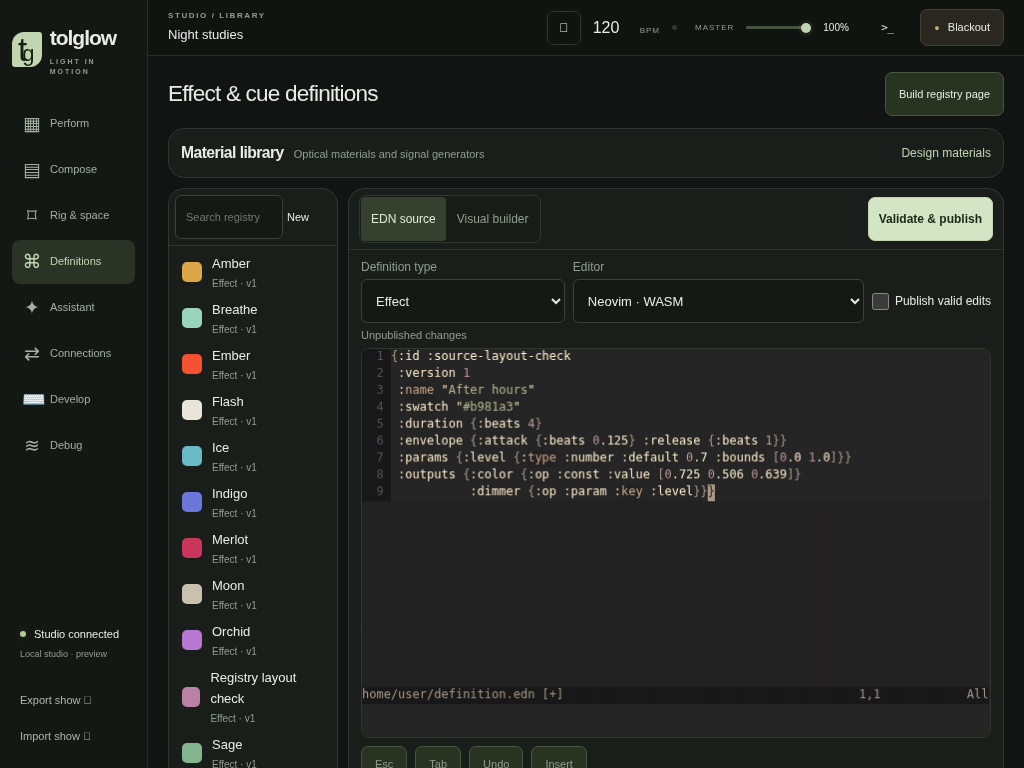 tolglow
LIGHT IN
MOTION
Perform
Compose
Rig & space
Definitions
Assistant
Connections
Develop
Debug
Studio connected
Local studio · preview
Export show
Import show
STUDIO / LIBRARY
Night studies
120 BPM
MASTER 100%
>_
Blackout
Effect & cue definitions
Build registry page
Material library Optical materials and signal generators
Design materials
Search registry
New
Amber
Effect · v1
Breathe
Effect · v1
Ember
Effect · v1
Flash
Effect · v1
Ice
Effect · v1
Indigo
Effect · v1
Merlot
Effect · v1
Moon
Effect · v1
Orchid
Effect · v1
Registry layout
check
Effect · v1
Sage
Effect · v1
EDN source
Visual builder
Validate & publish
Definition type
Effect
Editor
Neovim · WASM
Publish valid edits
Unpublished changes
1 {:id :source-layout-check
2 :version 1
3 :name "After hours"
4 :swatch "#b981a3"
5 :duration {:beats 4}
6 :envelope {:attack {:beats 0.125} :release {:beats 1}}
7 :params {:level {:type :number :default 0.7 :bounds [0.0 1.0]}}
8 :outputs {:color {:op :const :value [0.725 0.506 0.639]}
9 :dimmer {:op :param :key :level}}}
home/user/definition.edn [+] 1,1 All
Esc
Tab
Undo
Insert